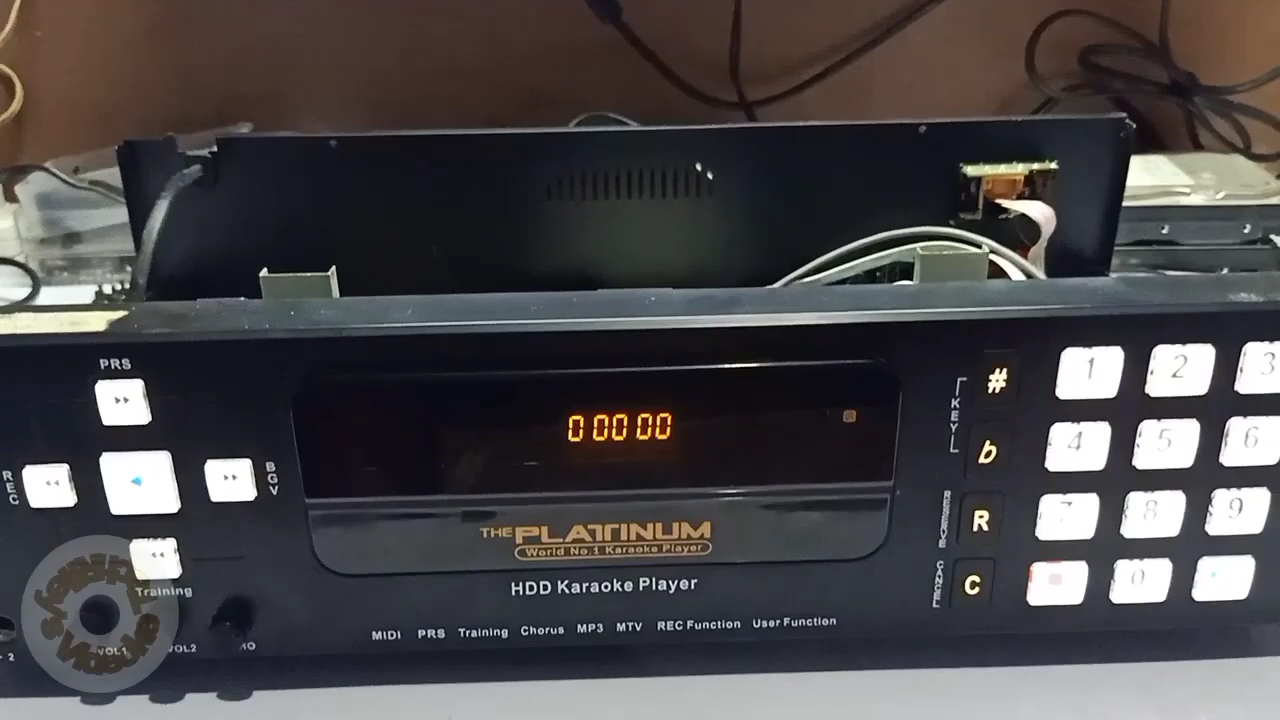 PRS
REC
BGV
Training
- 2
VOL1
VOL2
00000
THE PLATINUM
World No.1 Karaoke Player
HDD Karaoke Player
MIDI PRS Training Chorus MP3 MTV REC Function User Function
KEY
#
b
RESERVE
R
CANCEL
C
1 2 3
4 5 6
7 8 9
0